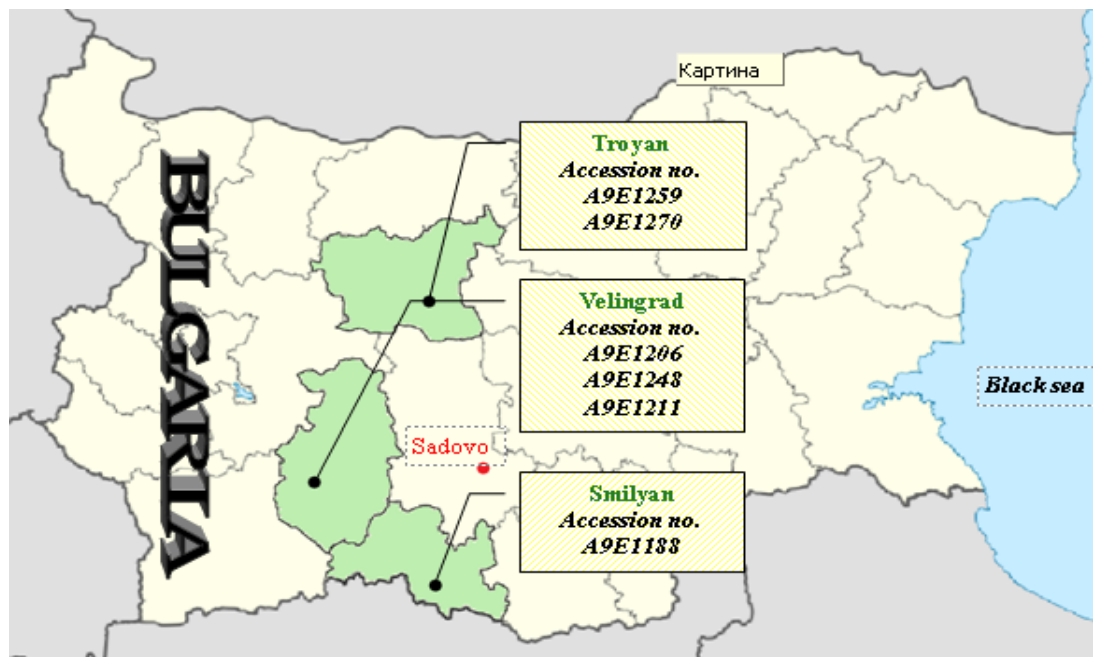 Картина
BULGARIA
Troyan
Accession no.
A9E1259
A9E1270
Velingrad
Accession no.
A9E1206
A9E1248
A9E1211
Black sea
Sadovo
Smilyan
Accession no.
A9E1188